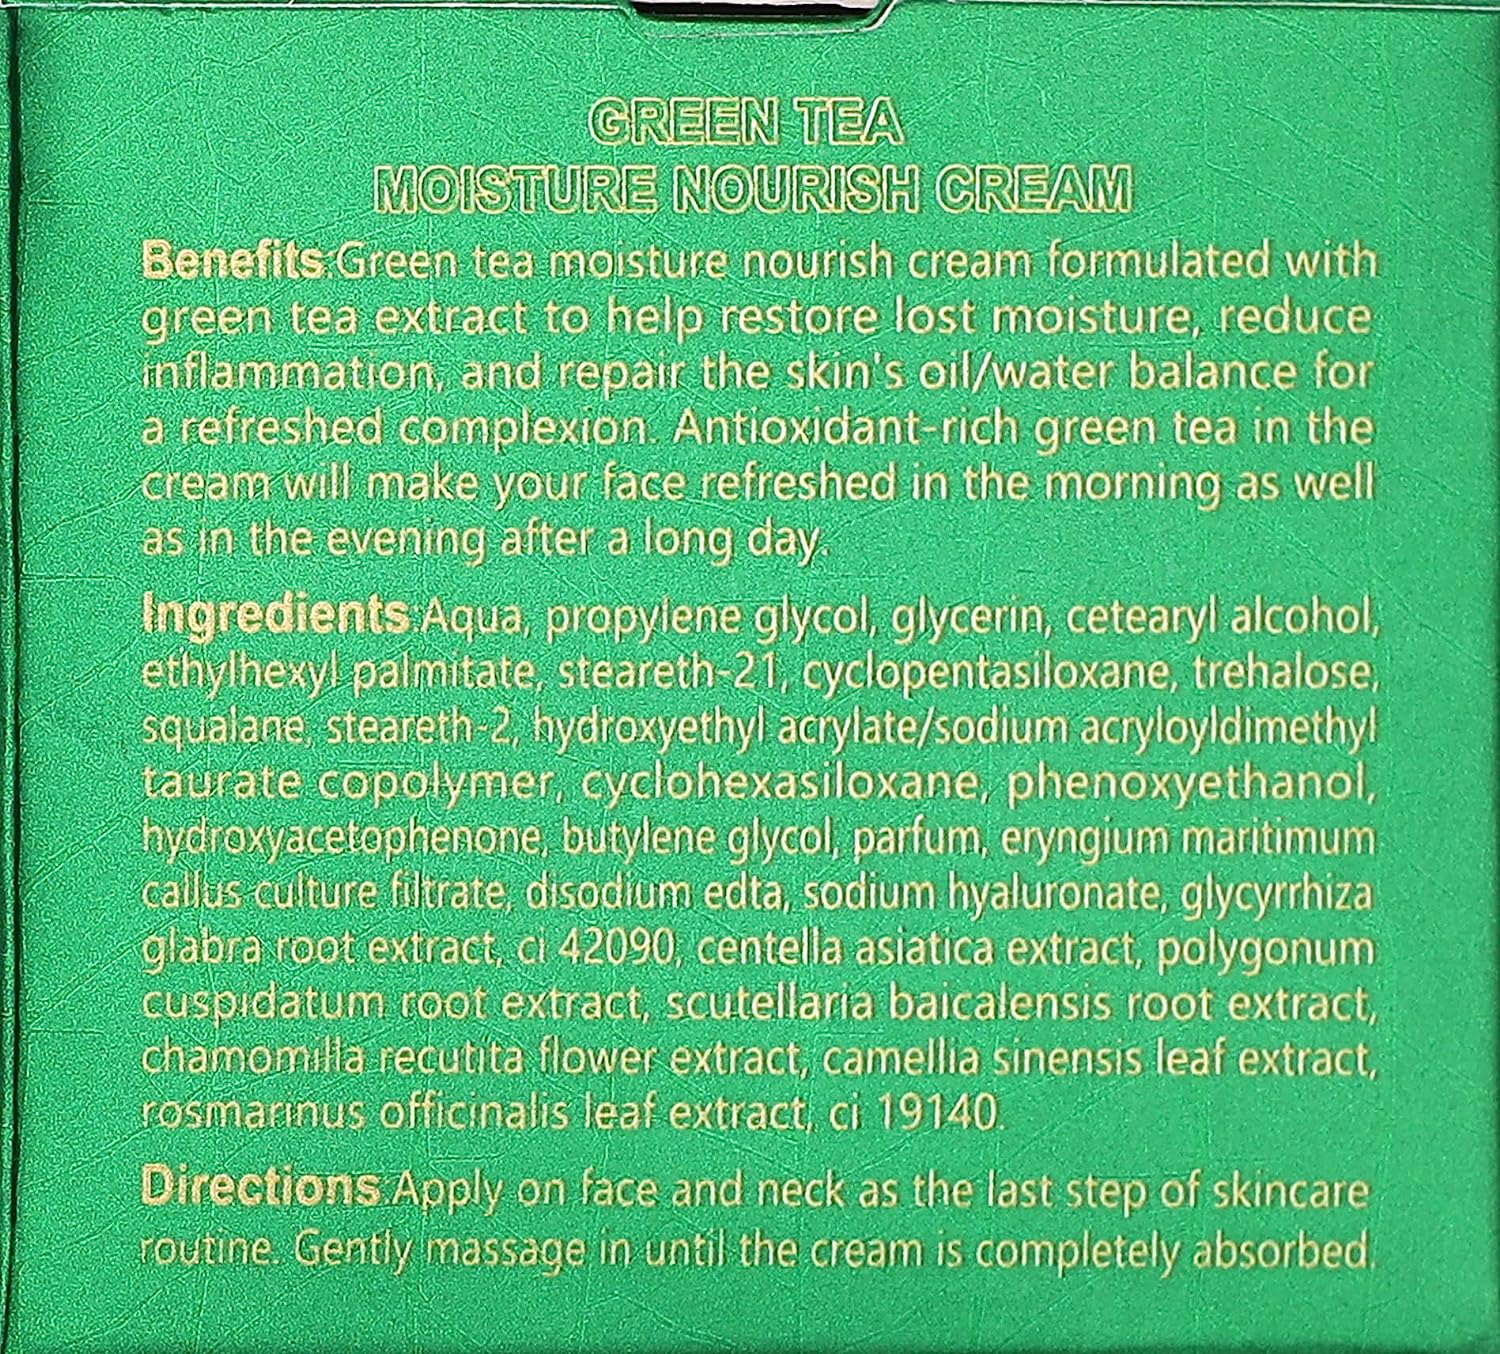 GREEN TEA
MOISTURE NOURISH CREAM
Benefits:Green tea moisture nourish cream formulated with
green tea extract to help restore lost moisture, reduce
inflammation, and repair the skin's oil/water balance for
a refreshed complexion. Antioxidant-rich green tea in the
cream will make your face refreshed in the morning as well
as in the evening after a long day.
Ingredients:Aqua, propylene glycol, glycerin, cetearyl alcohol,
ethylhexyl palmitate, steareth-21, cyclopentasiloxane, trehalose,
squalane, steareth-2, hydroxyethyl acrylate/sodium acryloyldimethyl
taurate copolymer, cyclohexasiloxane, phenoxyethanol,
hydroxyacetophenone, butylene glycol, parfum, eryngium maritimum
callus culture filtrate, disodium edta, sodium hyaluronate, glycyrrhiza
glabra root extract, ci 42090, centella asiatica extract, polygonum
cuspidatum root extract, scutellaria baicalensis root extract,
chamomilla recutita flower extract, camellia sinensis leaf extract,
rosmarinus officinalis leaf extract, ci 19140.
Directions:Apply on face and neck as the last step of skincare
routine. Gently massage in until the cream is completely absorbed.